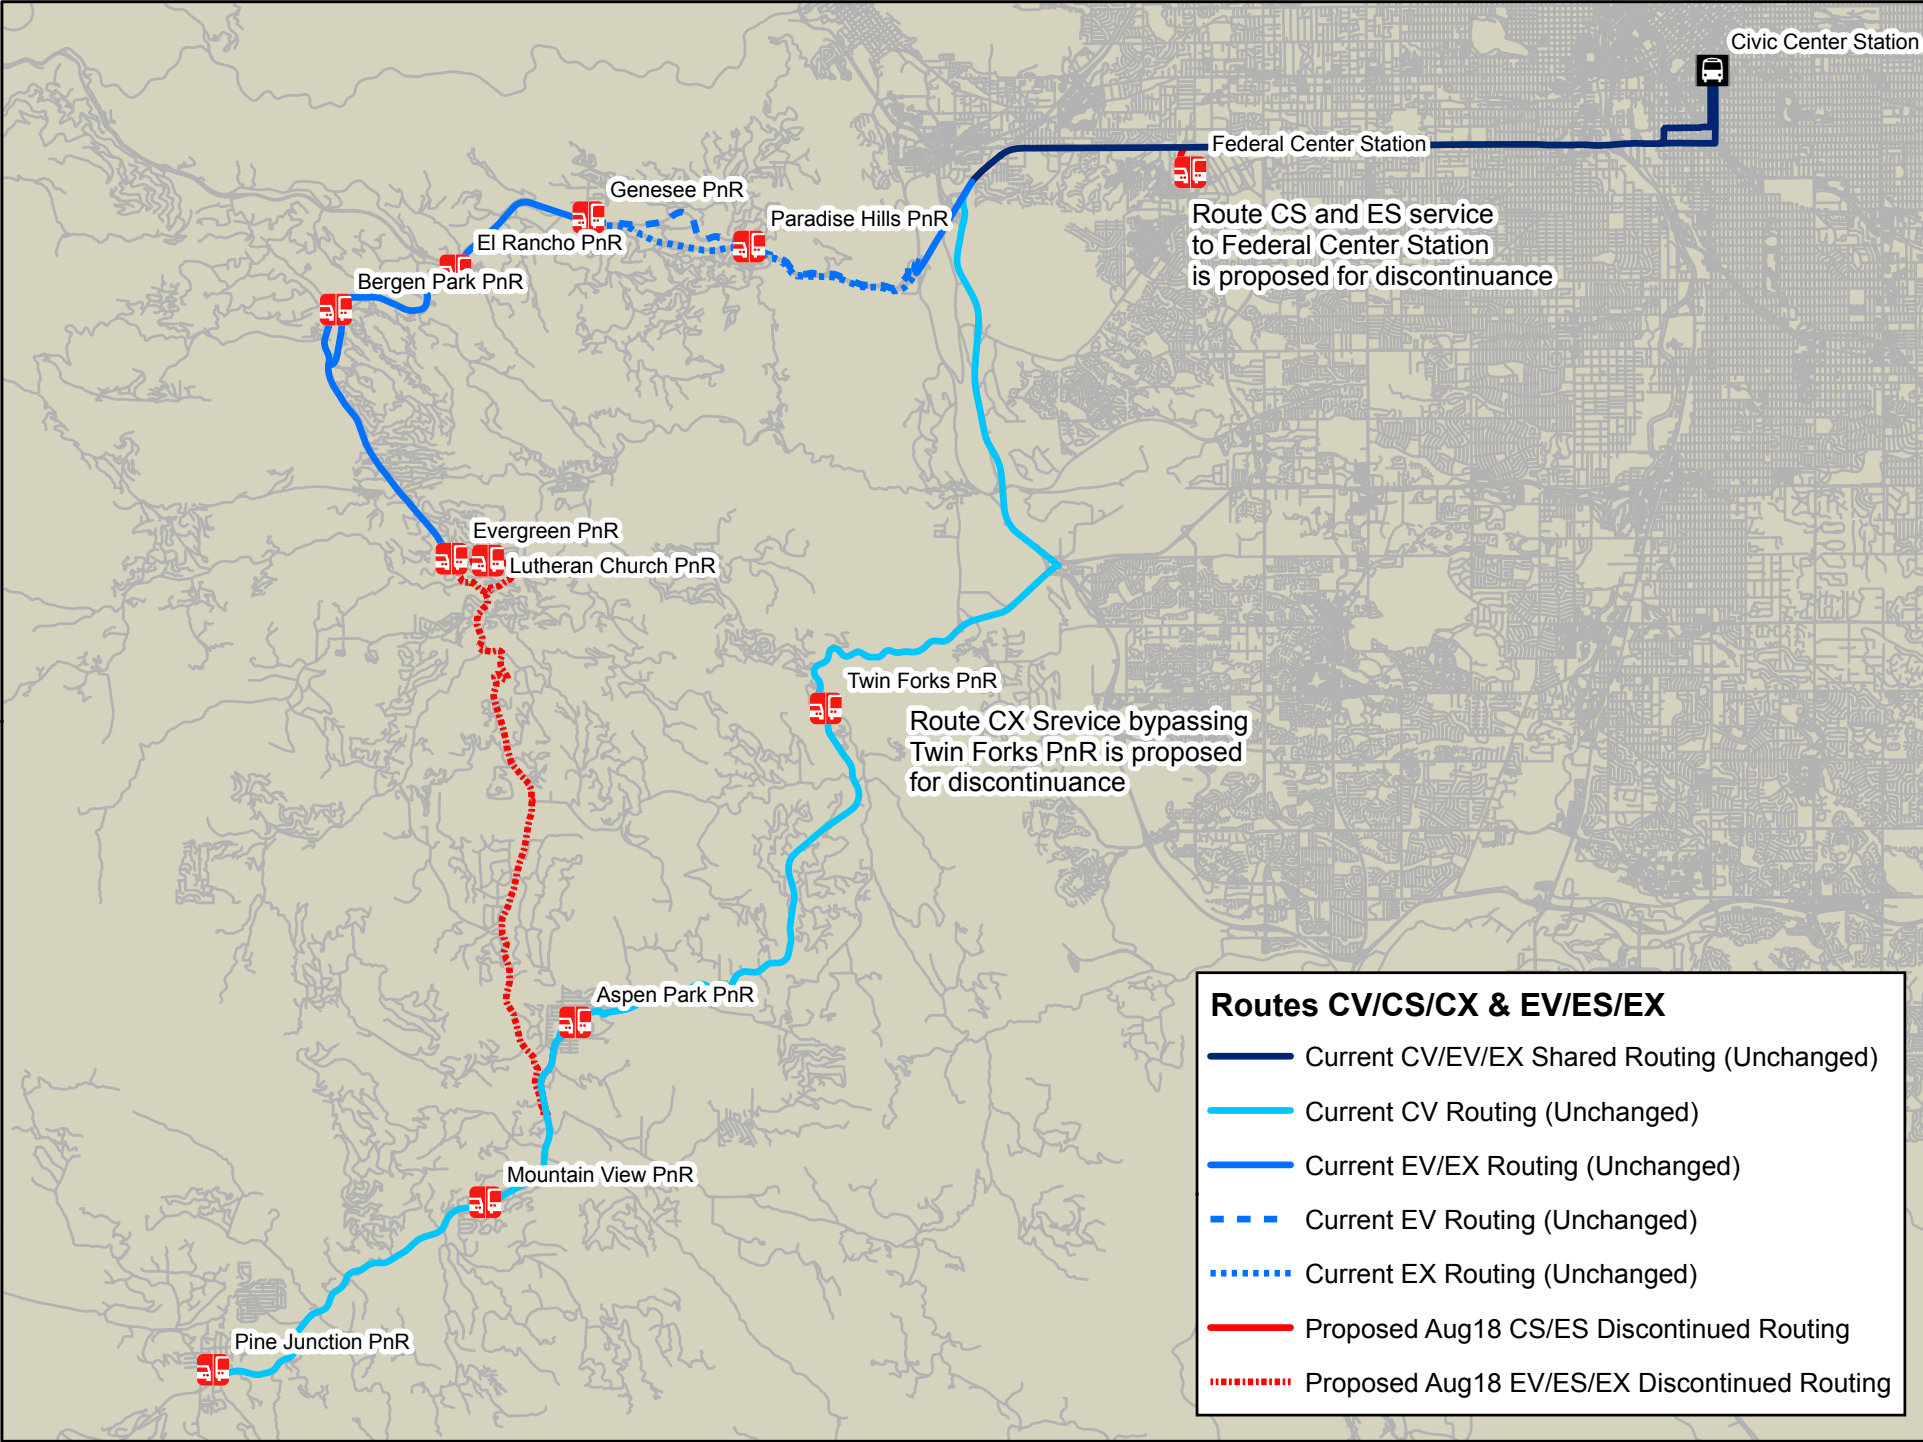 Civic Center Station
Federal Center Station
Route CS and ES service
to Federal Center Station
is proposed for discontinuance
Genesee PnR
Paradise Hills PnR
El Rancho PnR
Bergen Park PnR
Evergreen PnR
Lutheran Church PnR
Twin Forks PnR
Route CX Srevice bypassing
Twin Forks PnR is proposed
for discontinuance
Aspen Park PnR
Mountain View PnR
Pine Junction PnR
Routes CV/CS/CX & EV/ES/EX
Current CV/EV/EX Shared Routing (Unchanged)
Current CV Routing (Unchanged)
Current EV/EX Routing (Unchanged)
Current EV Routing (Unchanged)
Current EX Routing (Unchanged)
Proposed Aug18 CS/ES Discontinued Routing
Proposed Aug18 EV/ES/EX Discontinued Routing